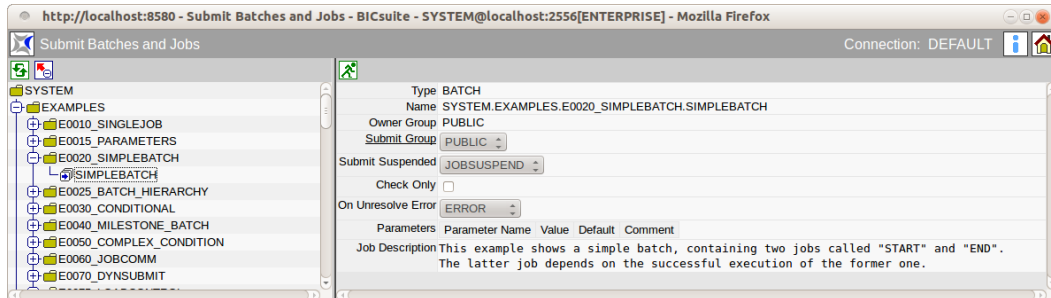 http://localhost:8580 - Submit Batches and Jobs - BICsuite - SYSTEM@localhost:2556[ENTERPRISE] - Mozilla Firefox
Submit Batches and Jobs
Connection: DEFAULT
SYSTEM
EXAMPLES
E0010_SINGLEJOB
E0015_PARAMETERS
E0020_SIMPLEBATCH
SIMPLEBATCH
E0025_BATCH_HIERARCHY
E0030_CONDITIONAL
E0040_MILESTONE_BATCH
E0050_COMPLEX_CONDITION
E0060_JOBCOMM
E0070_DYNSUBMIT
Type BATCH
Name SYSTEM.EXAMPLES.E0020_SIMPLEBATCH.SIMPLEBATCH
Owner Group PUBLIC
Submit Group PUBLIC
Submit Suspended JOBSUSPEND
Check Only
On Unresolve Error ERROR
Parameters Parameter Name Value Default Comment
Job Description This example shows a simple batch, containing two jobs called "START" and "END".
The latter job depends on the successful execution of the former one.